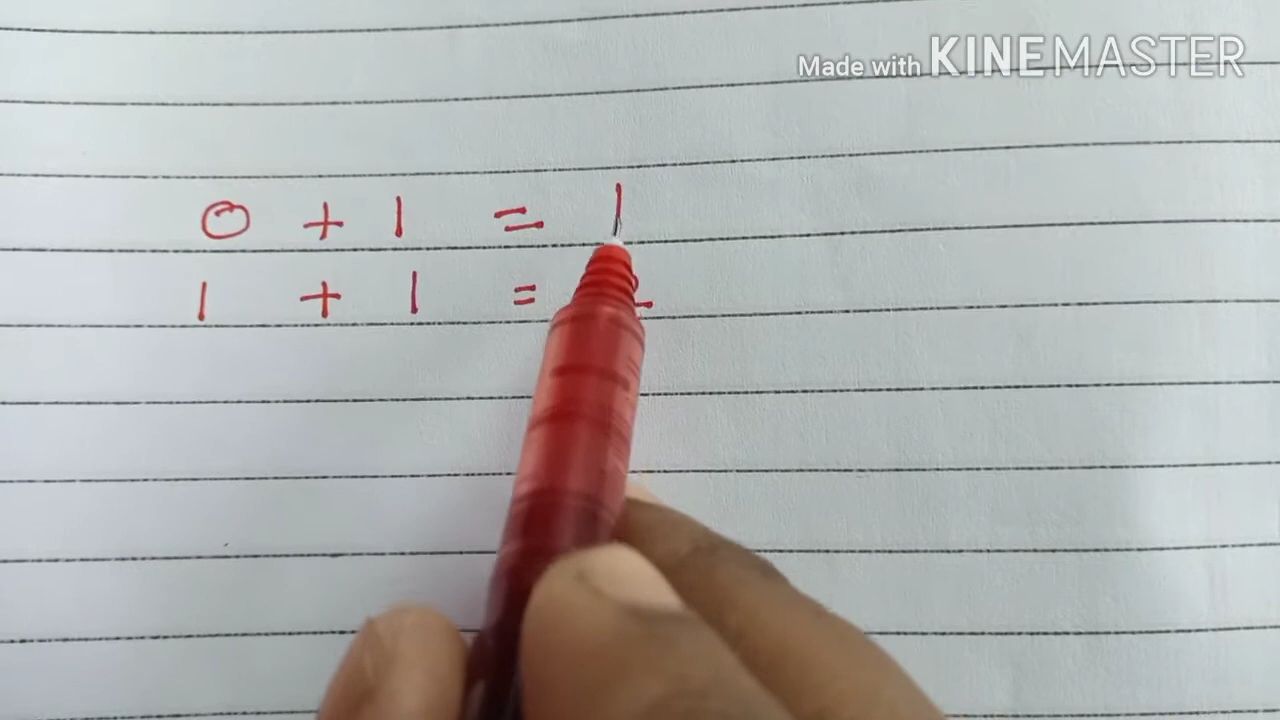 Made with KINEMASTER
0 + 1 = 1
1 + 1 =